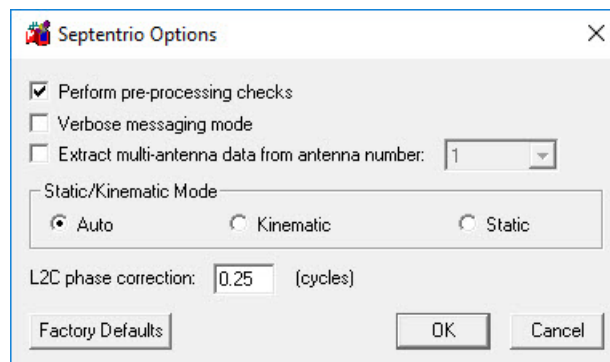 Septentrio Options
Perform pre-processing checks
Verbose messaging mode
Extract multi-antenna data from antenna number: 1
Static/Kinematic Mode
Auto Kinematic Static
L2C phase correction: 0.25 (cycles)
Factory Defaults OK Cancel